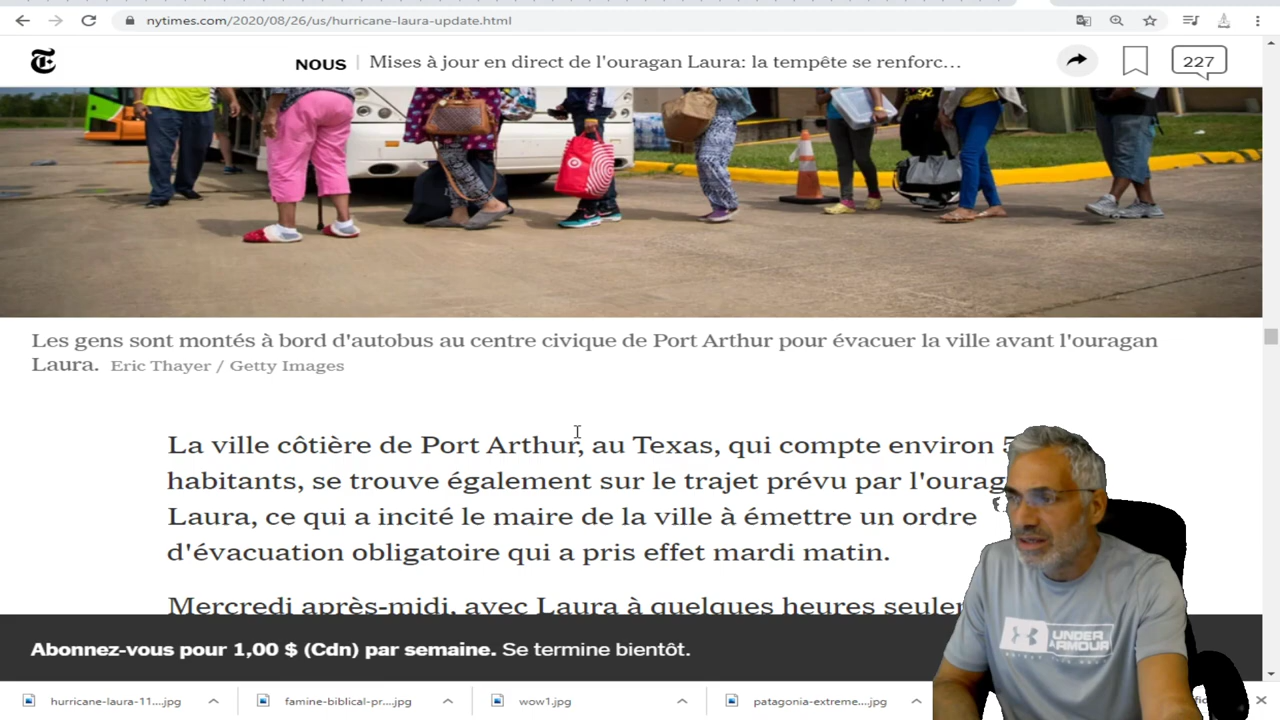 nytimes.com/2020/08/26/us/hurricane-laura-update.html
NOUS | Mises à jour en direct de l'ouragan Laura: la tempête se renforc…
227
Les gens sont montés à bord d'autobus au centre civique de Port Arthur pour évacuer la ville avant l'ouragan
Laura. Eric Thayer / Getty Images
La ville côtière de Port Arthur, au Texas, qui compte environ
habitants, se trouve également sur le trajet prévu par
Laura, ce qui a incité le maire de la ville à émettre un ordre
d'évacuation obligatoire qui a pris effet mardi matin.
Mercredi après-midi, avec Laura à quelques heures
Abonnez-vous pour 1,00 $ (Cdn) par semaine. Se termine bientôt.
UNDER
ARMOUR
hurricane-laura-11....jpg
famine-biblical-pr....jpg
wow1.jpg
patagonia-extreme....jpg